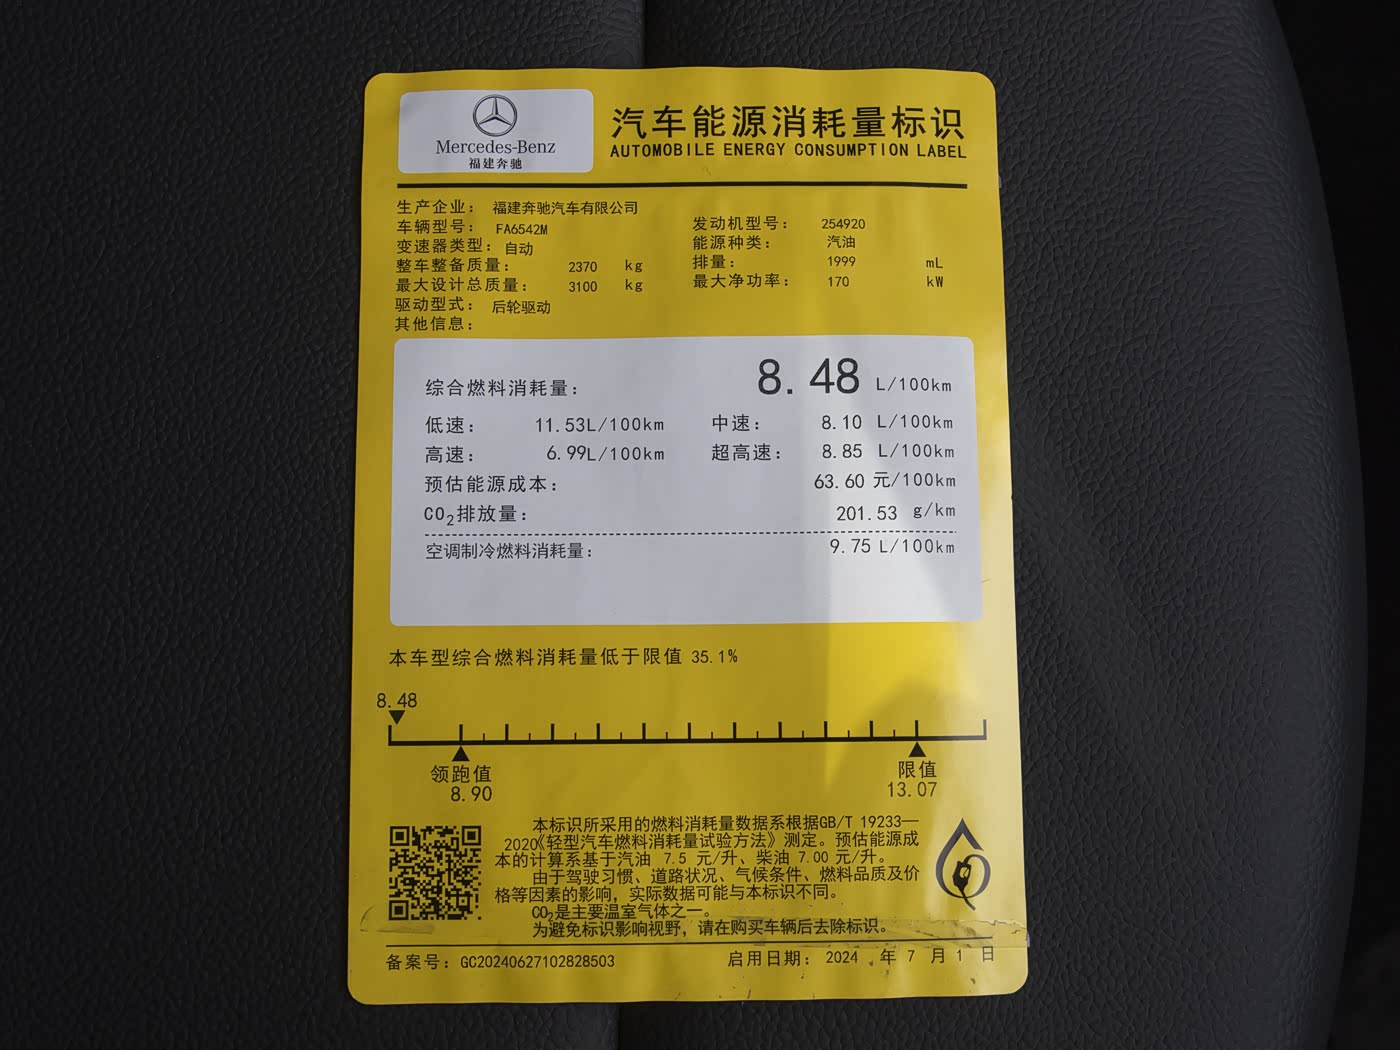 Mercedes-Benz
福建奔驰
汽车能源消耗量标识
AUTOMOBILE ENERGY CONSUMPTION LABEL
生产企业： 福建奔驰汽车有限公司
车辆型号： FA6542M
变速器类型： 自动
整车整备质量： 2370 kg
最大设计总质量： 3100 kg
驱动型式： 后轮驱动
其他信息：
发动机型号： 254920
能源种类： 汽油
排量： 1999 mL
最大净功率： 170 kW
综合燃料消耗量： 8.48 L/100km
低速： 11.53L/100km 中速： 8.10 L/100km
高速： 6.99L/100km 超高速： 8.85 L/100km
预估能源成本： 63.60 元/100km
CO2排放量： 201.53 g/km
空调制冷燃料消耗量： 9.75 L/100km
本车型综合燃料消耗量低于限值 35.1%
8.48
领跑值
8.90
限值
13.07
本标识所采用的燃料消耗量数据系根据GB/T 19233—
2020《轻型汽车燃料消耗量试验方法》测定。预估能源成
本的计算系基于汽油 7.5 元/升、柴油 7.00 元/升。
由于驾驶习惯、道路状况、气候条件、燃料品质及价
格等因素的影响，实际数据可能与本标识不同。
CO2是主要温室气体之一。
为避免标识影响视野，请在购买车辆后去除标识。
备案号：GC20240627102828503 启用日期： 2024 年 7 月 1 日